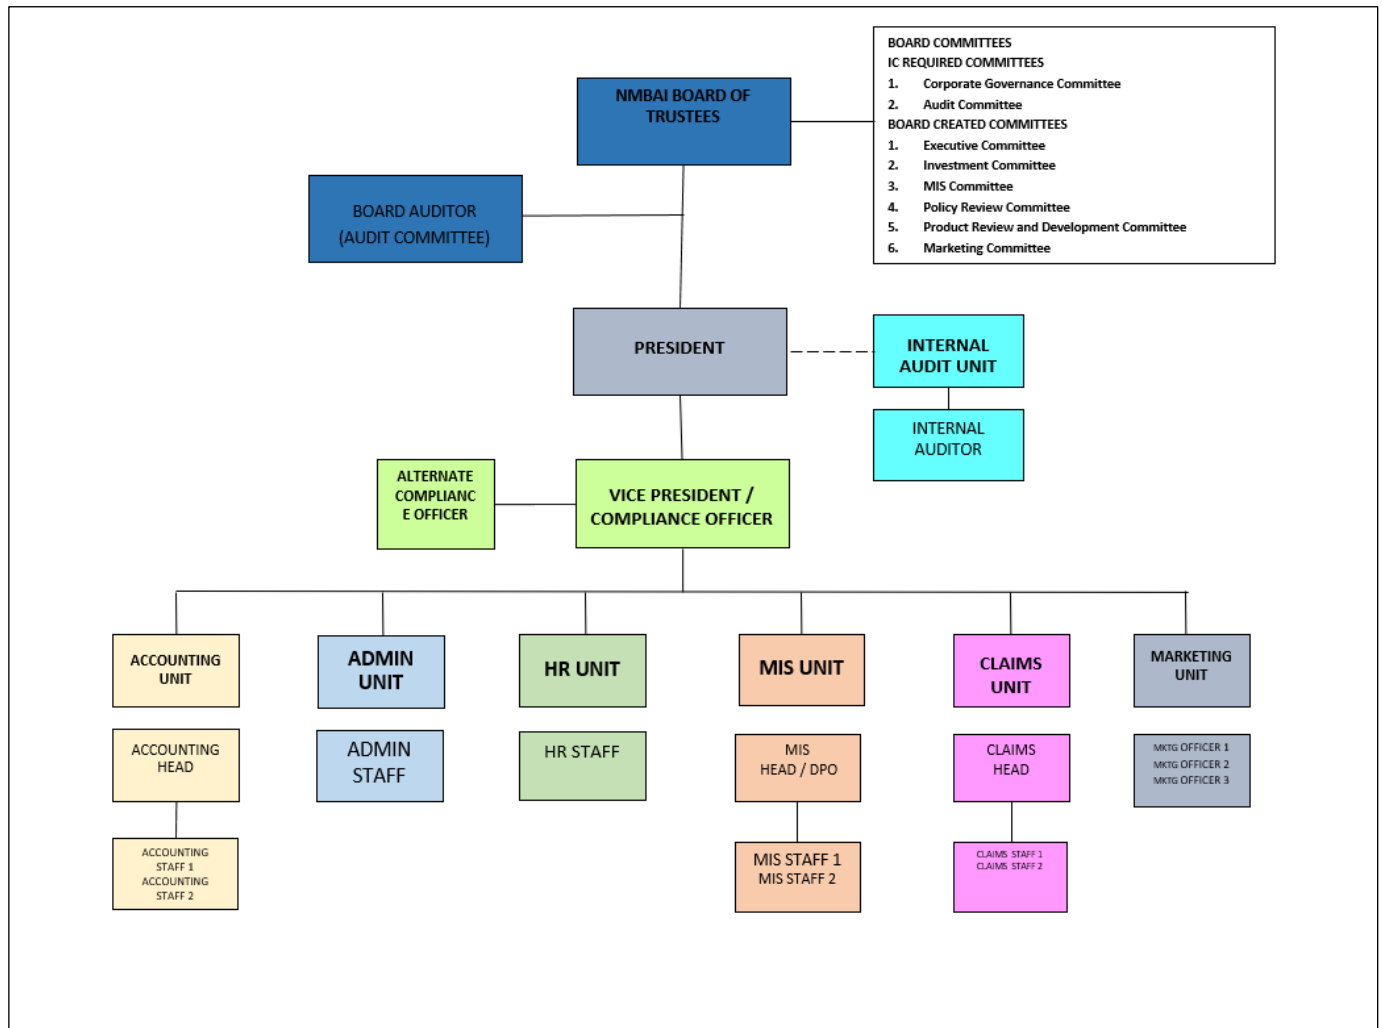 BOARD COMMITTEES
IC REQUIRED COMMITTEES
1. Corporate Governance Committee
2. Audit Committee
BOARD CREATED COMMITTEES
1. Executive Committee
2. Investment Committee
3. MIS Committee
4. Policy Review Committee
5. Product Review and Development Committee
6. Marketing Committee
NMBAI BOARD OF
TRUSTEES
BOARD AUDITOR
(AUDIT COMMITTEE)
PRESIDENT
INTERNAL
AUDIT UNIT
INTERNAL
AUDITOR
ALTERNATE
COMPLIANC
E OFFICER
VICE PRESIDENT /
COMPLIANCE OFFICER
ACCOUNTING
UNIT
ADMIN
UNIT
HR UNIT
MIS UNIT
CLAIMS
UNIT
MARKETING
UNIT
ACCOUNTING
HEAD
ADMIN
STAFF
HR STAFF
MIS
HEAD / DPO
CLAIMS
HEAD
MKTG OFFICER 1
MKTG OFFICER 2
MKTG OFFICER 3
ACCOUNTING
STAFF 1
ACCOUNTING
STAFF 2
MIS STAFF 1
MIS STAFF 2
CLAIMS STAFF 1
CLAIMS STAFF 2